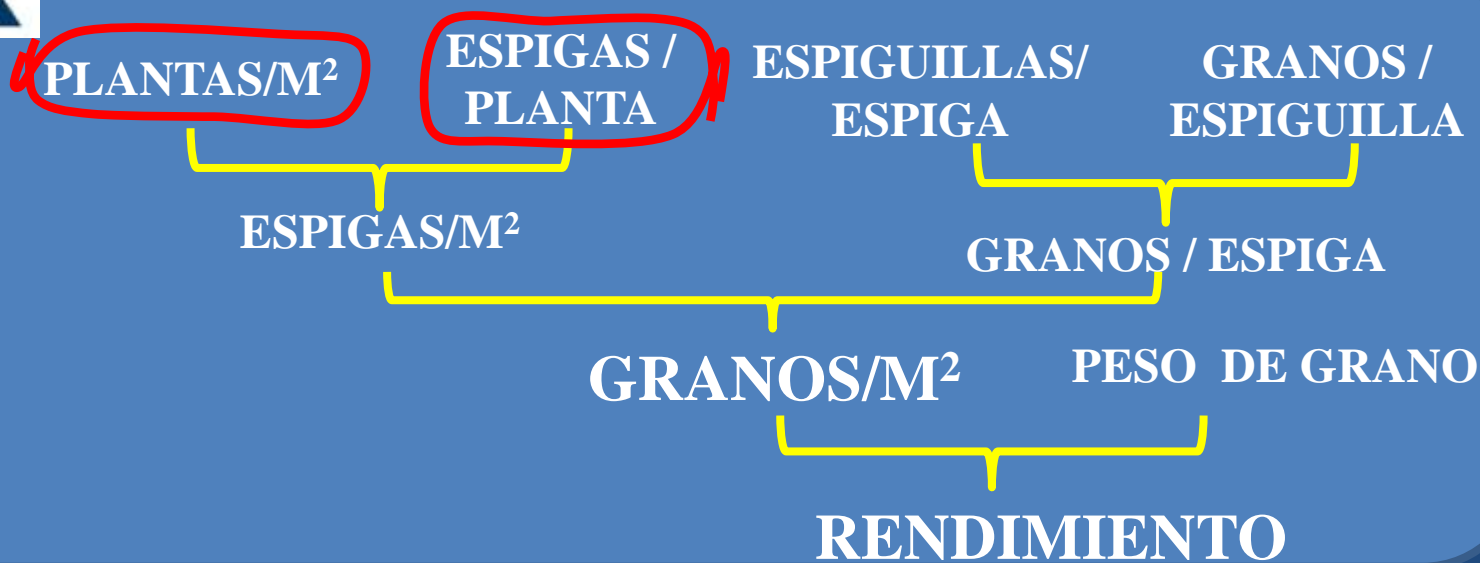 PLANTAS/M²
ESPIGAS /
PLANTA
ESPIGUILLAS/
ESPIGA
GRANOS /
ESPIGUILLA
ESPIGAS/M²
GRANOS / ESPIGA
GRANOS/M²
PESO DE GRANO
RENDIMIENTO